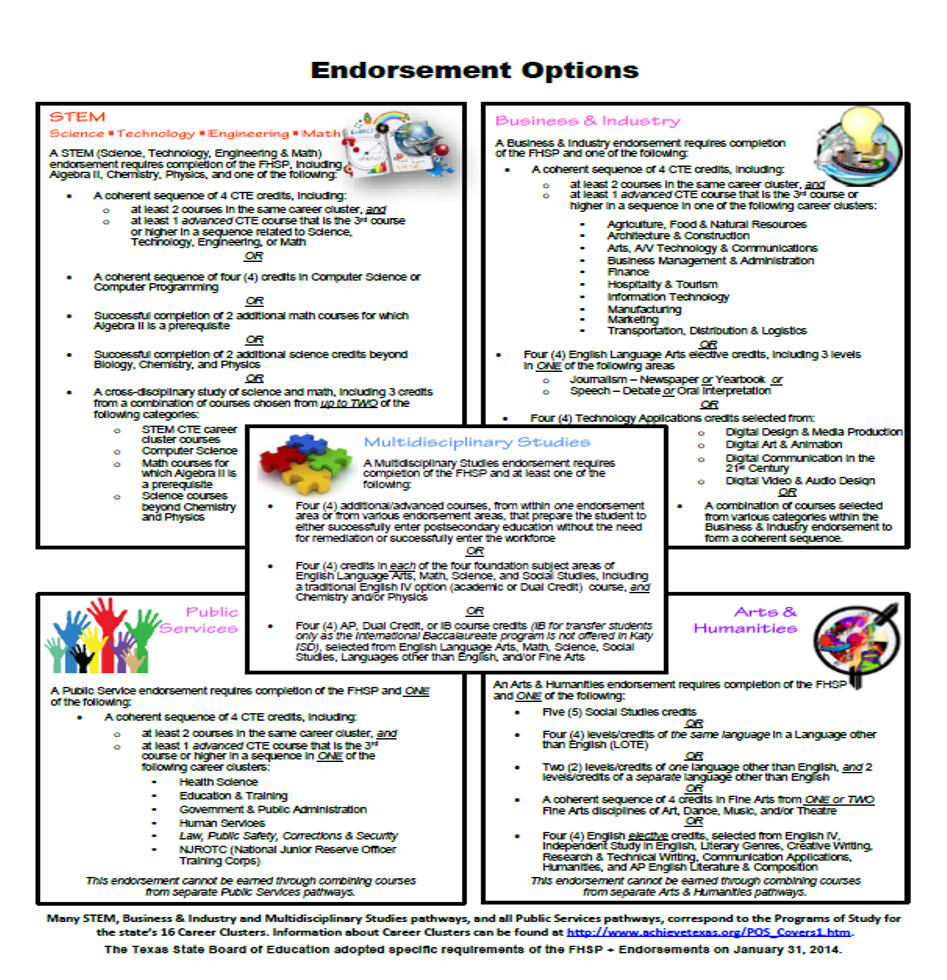 Endorsement Options
STEM
Science ▪ Technology ▪ Engineering ▪ Math
A STEM (Science, Technology, Engineering & Math)
endorsement requires completion of the FHSP, including
Algebra II, Chemistry, Physics, and one of the following:
• A coherent sequence of 4 CTE credits, including:
o at least 2 courses in the same career cluster, and
o at least 1 advanced CTE course that is the 3rd course
or higher in a sequence related to Science,
Technology, Engineering, or Math
OR
• A coherent sequence of four (4) credits in Computer Science or
Computer Programming
OR
• Successful completion of 2 additional math courses for which
Algebra II is a prerequisite
OR
• Successful completion of 2 additional science credits beyond
Biology, Chemistry, and Physics
OR
• A cross-disciplinary study of science and math, including 3 credits
from a combination of courses chosen from up to TWO of the
following categories:
o STEM CTE career
cluster courses
o Computer Science
o Math courses for
which Algebra II is
a prerequisite
o Science courses
beyond Chemistry
and Physics
Business & Industry
A Business & Industry endorsement requires completion
of the FHSP and one of the following:
• A coherent sequence of 4 CTE credits, including:
o at least 2 courses in the same career cluster, and
o at least 1 advanced CTE course that is the 3rd course or
higher in a sequence in one of the following career clusters:
• Agriculture, Food & Natural Resources
• Architecture & Construction
• Arts, A/V Technology & Communications
• Business Management & Administration
• Finance
• Hospitality & Tourism
• Information Technology
• Manufacturing
• Marketing
• Transportation, Distribution & Logistics
OR
• Four (4) English Language Arts elective credits, including 3 levels
in ONE of the following areas
o Journalism – Newspaper or Yearbook or
o Speech – Debate or Oral Interpretation
OR
• Four (4) Technology Applications credits selected from:
o Digital Design & Media Production
o Digital Art & Animation
o Digital Communication in the
21st Century
o Digital Video & Audio Design
OR
• A combination of courses selected
from various categories within the
Business & Industry endorsement to
form a coherent sequence.
Multidisciplinary Studies
A Multidisciplinary Studies endorsement requires
completion of the FHSP and at least one of the
following:
• Four (4) additional/advanced courses, from within one endorsement
area or from various endorsement areas, that prepare the student to
either successfully enter postsecondary education without the need
for remediation or successfully enter the workforce
OR
• Four (4) credits in each of the four foundation subject areas of
English Language Arts, Math, Science, and Social Studies, including
a traditional English IV option (academic or Dual Credit) course, and
Chemistry and/or Physics
OR
• Four (4) AP, Dual Credit, or IB course credits (IB for transfer students
only as the International Baccalaureate program is not offered in Katy
ISD), selected from English Language Arts, Math, Science, Social
Studies, Languages other than English, and/or Fine Arts
Public
Services
A Public Service endorsement requires completion of the FHSP and ONE
of the following:
• A coherent sequence of 4 CTE credits, including:
o at least 2 courses in the same career cluster, and
o at least 1 advanced CTE course that is the 3rd
course or higher in a sequence in ONE of the
following career clusters:
• Health Science
• Education & Training
• Government & Public Administration
• Human Services
• Law, Public Safety, Corrections & Security
• NJROTC (National Junior Reserve Officer
Training Corps)
This endorsement cannot be earned through combining courses
from separate Public Services pathways.
Arts &
Humanities
An Arts & Humanities endorsement requires completion of the FHSP
and ONE of the following:
• Five (5) Social Studies credits
OR
• Four (4) levels/credits of the same language in a Language other
than English (LOTE)
OR
• Two (2) levels/credits of one language other than English, and 2
levels/credits of a separate language other than English
OR
• A coherent sequence of 4 credits in Fine Arts from ONE or TWO
Fine Arts disciplines of Art, Dance, Music, and/or Theatre
OR
• Four (4) English elective credits, selected from English IV,
Independent Study in English, Literary Genres, Creative Writing,
Research & Technical Writing, Communication Applications,
Humanities, and AP English Literature & Composition
This endorsement cannot be earned through combining courses
from separate Arts & Humanities pathways.
Many STEM, Business & Industry and Multidisciplinary Studies pathways, and all Public Services pathways, correspond to the Programs of Study for
the state's 16 Career Clusters. Information about Career Clusters can be found at http://www.achievetexas.org/POS_Covers1.htm.
The Texas State Board of Education adopted specific requirements of the FHSP + Endorsements on January 31, 2014.